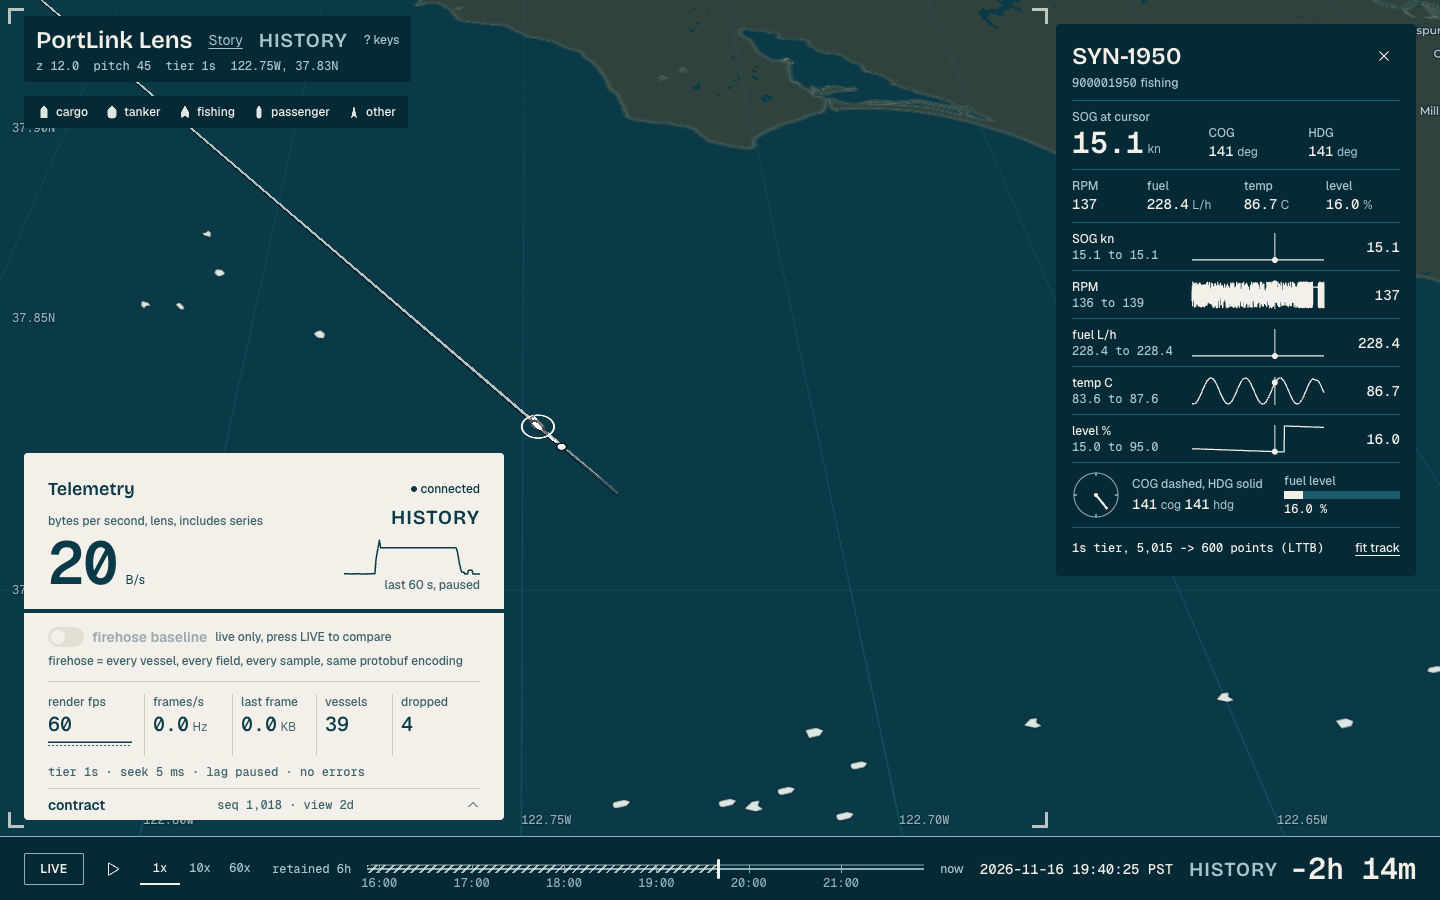 PortLink Lens Story HISTORY ? keys
z 12.0 pitch 45 tier 1s 122.75W, 37.83N
cargo tanker fishing passenger other
37.90N
37.85N
122.75W
122.70W
122.65W
Mill
SYN-1950
900001950 fishing
SOG at cursor
15.1 kn
COG
141 deg
HDG
141 deg
RPM
137
fuel
228.4 L/h
temp
86.7 C
level
16.0 %
SOG kn
15.1 to 15.1
15.1
RPM
136 to 139
137
fuel L/h
228.4 to 228.4
228.4
temp C
83.6 to 87.6
86.7
level %
15.0 to 95.0
16.0
COG dashed, HDG solid
141 cog 141 hdg
fuel level
16.0 %
1s tier, 5,015 -> 600 points (LTTB) fit track
Telemetry
connected
bytes per second, lens, includes series
HISTORY
20 B/s
last 60 s, paused
firehose baseline live only, press LIVE to compare
firehose = every vessel, every field, every sample, same protobuf encoding
render fps
60
frames/s
0.0 Hz
last frame
0.0 KB
vessels
39
dropped
4
tier 1s · seek 5 ms · lag paused · no errors
contract seq 1,018 · view 2d
LIVE 1x 10x 60x retained 6h
16:00 17:00 18:00 19:00 20:00 21:00
now 2026-11-16 19:40:25 PST HISTORY -2h 14m